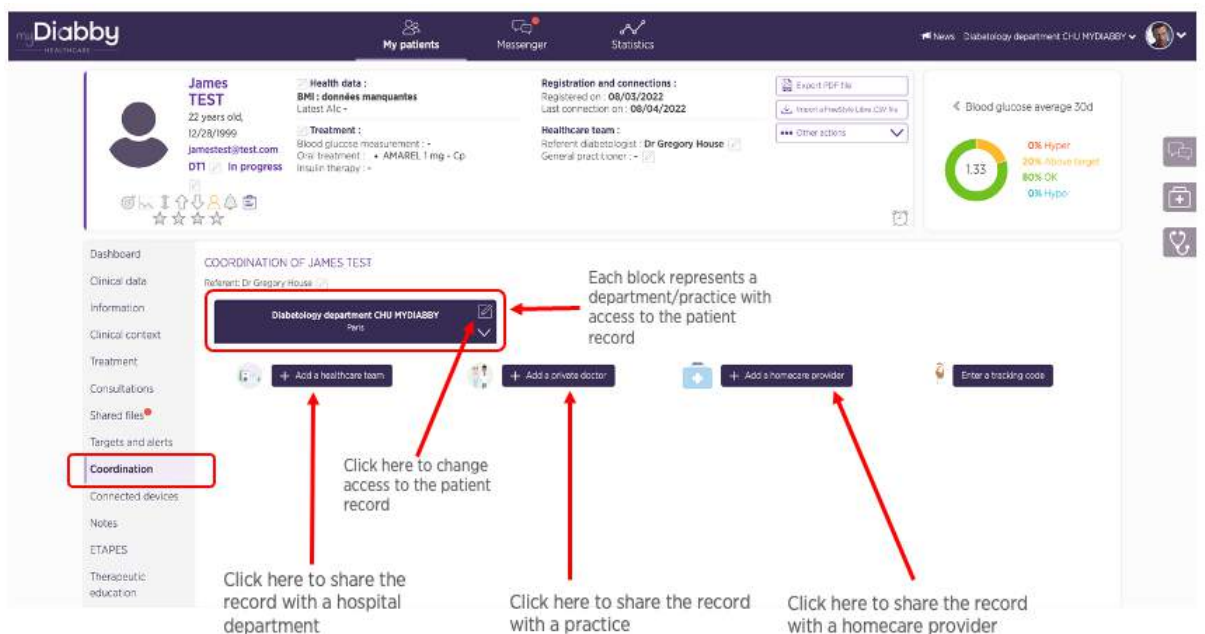 myDiabby
HEALTHCARE
My patients
Messenger
Statistics
News Diabetology department CHU MYDIABBY
James
TEST
22 years old,
12/28/1999
jamestest@test.com
DT1 In progress
Health data :
BMI : données manquantes
Latest A1c -
Treatment :
Blood glucose measurement : -
Oral treatment : • AMAREL 1 mg - Cp
Insulin therapy : -
Registration and connections :
Registered on : 08/03/2022
Last connection on : 08/04/2022
Healthcare team :
Referent diabetologist : Dr Gregory House
General practitioner : -
Export PDF file
Import a FreeStyle Libre CSV file
••• Other actions
< Blood glucose average 30d
1.33
0% Hyper
20% Above target
80% OK
0% Hypo
Dashboard
Clinical data
Information
Clinical context
Treatment
Consultations
Shared files
Targets and alerts
Coordination
Connected devices
Notes
ETAPES
Therapeutic
education
COORDINATION OF JAMES TEST
Referent: Dr Gregory House
Diabetology department CHU MYDIABBY
Paris
Each block represents a
department/practice with
access to the patient
record
+ Add a healthcare team
+ Add a private doctor
+ Add a homecare provider
Enter a tracking code
Click here to change
access to the patient
record
Click here to share the
record with a hospital
department
Click here to share the record
with a practice
Click here to share the record
with a homecare provider